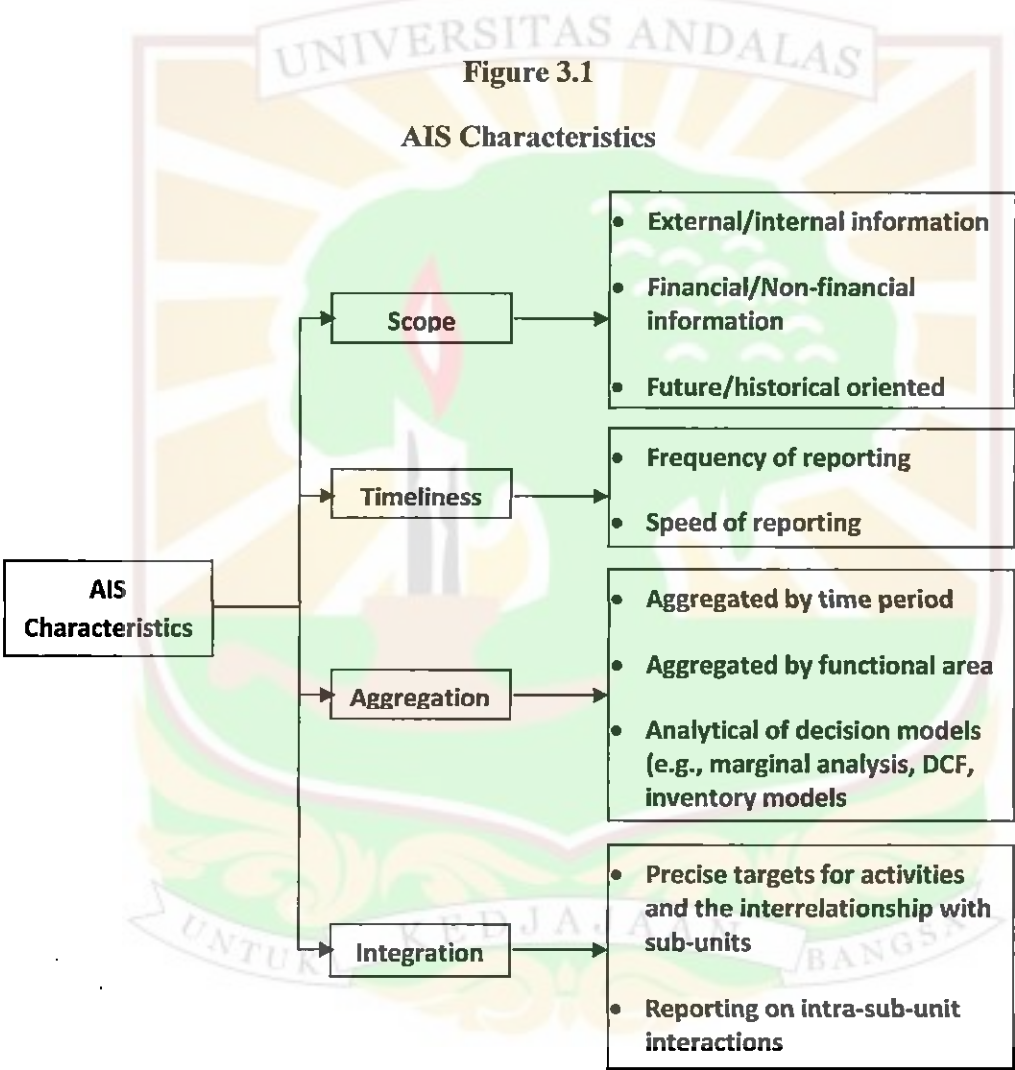 UNIVERSITAS ANDALAS
Figure 3.1
AIS Characteristics
• External/internal information
• Financial/Non-financial
information
• Future/historical oriented
Scope
• Frequency of reporting
• Speed of reporting
Timeliness
AIS
Characteristics
• Aggregated by time period
• Aggregated by functional area
• Analytical of decision models
(e.g., marginal analysis, DCF,
inventory models
Aggregation
• Precise targets for activities
and the interrelationship with
sub-units
• Reporting on intra-sub-unit
interactions
Integration
UNTUK KEDJAJAAN BANGSA